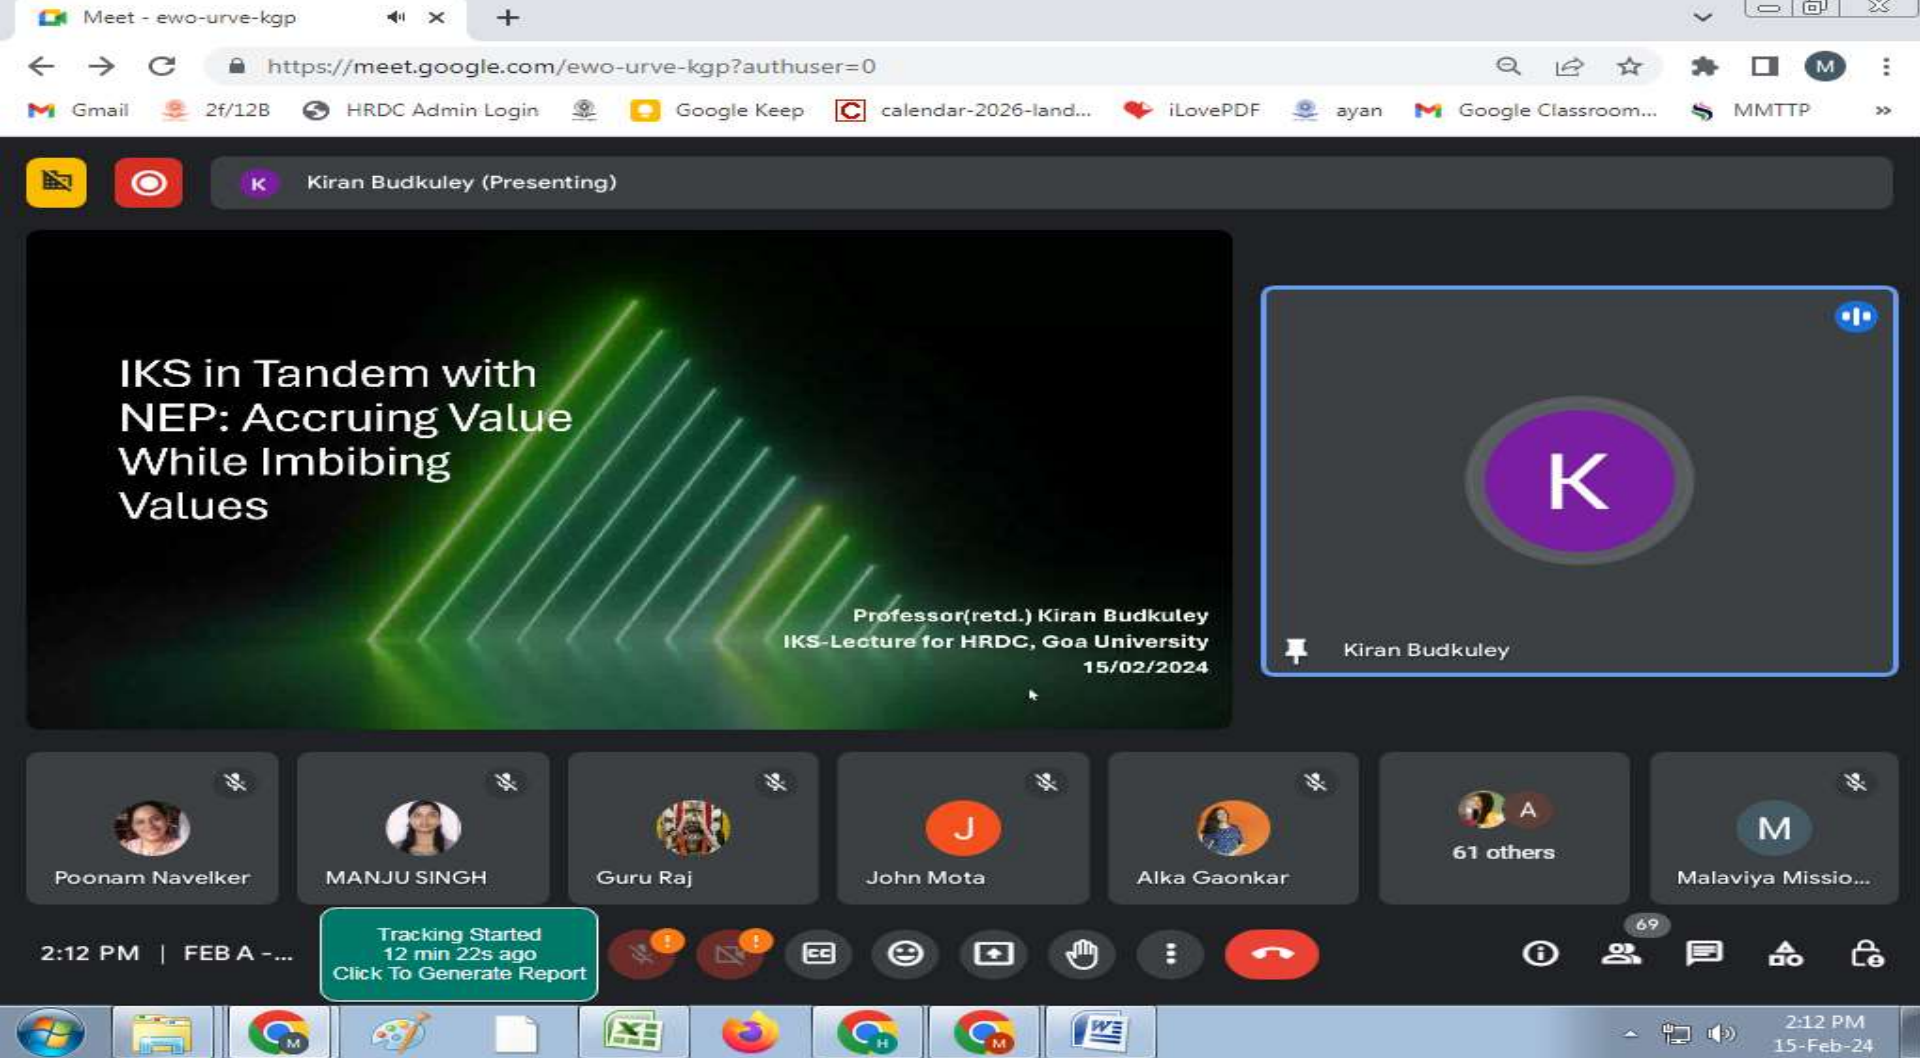 Meet - ewo-urve-kgp
https://meet.google.com/ewo-urve-kgp?authuser=0
M
Gmail
2f/12B
HRDC Admin Login
Google Keep
C
calendar-2026-land...
iLovePDF
ayan
Google Classroom...
MMTTP
»
K
Kiran Budkuley (Presenting)
IKS in Tandem with
NEP: Accruing Value
While Imbibing
Values
Professor(retd.) Kiran Budkuley
IKS-Lecture for HRDC, Goa University
15/02/2024
K
Kiran Budkuley
Poonam Navelker
MANJU SINGH
Guru Raj
J
John Mota
Alka Gaonkar
A
61 others
M
Malaviya Missio...
2:12 PM | FEB A -...
Tracking Started
12 min 22s ago
Click To Generate Report
CC
69
M
H
M
2:12 PM
15-Feb-24